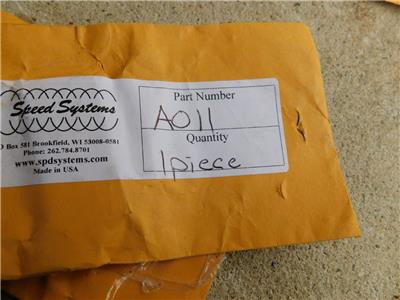 Speed Systems
O Box 581 Brookfield, WI 53008-0581
Phone: 262.784.8701
www.spdsystems.com
Made in USA
Part Number
A011
Quantity
1piece